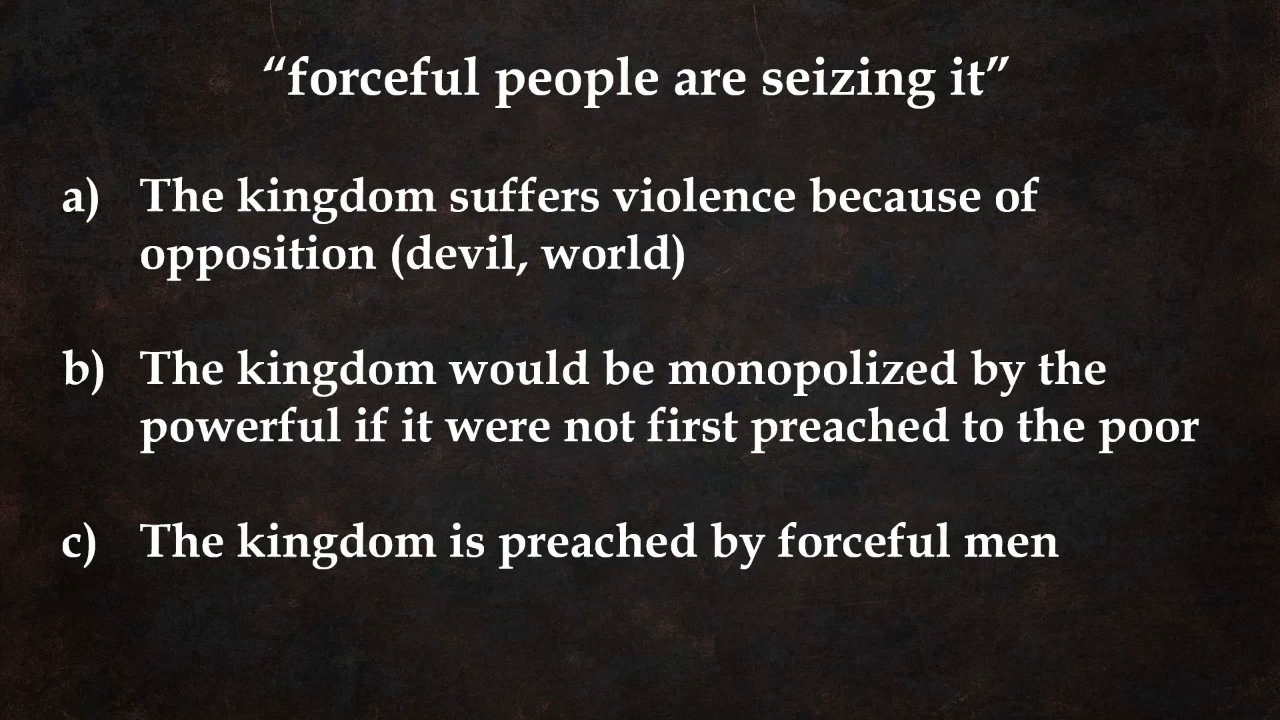 “forceful people are seizing it”
a) The kingdom suffers violence because of
opposition (devil, world)
b) The kingdom would be monopolized by the
powerful if it were not first preached to the poor
c) The kingdom is preached by forceful men